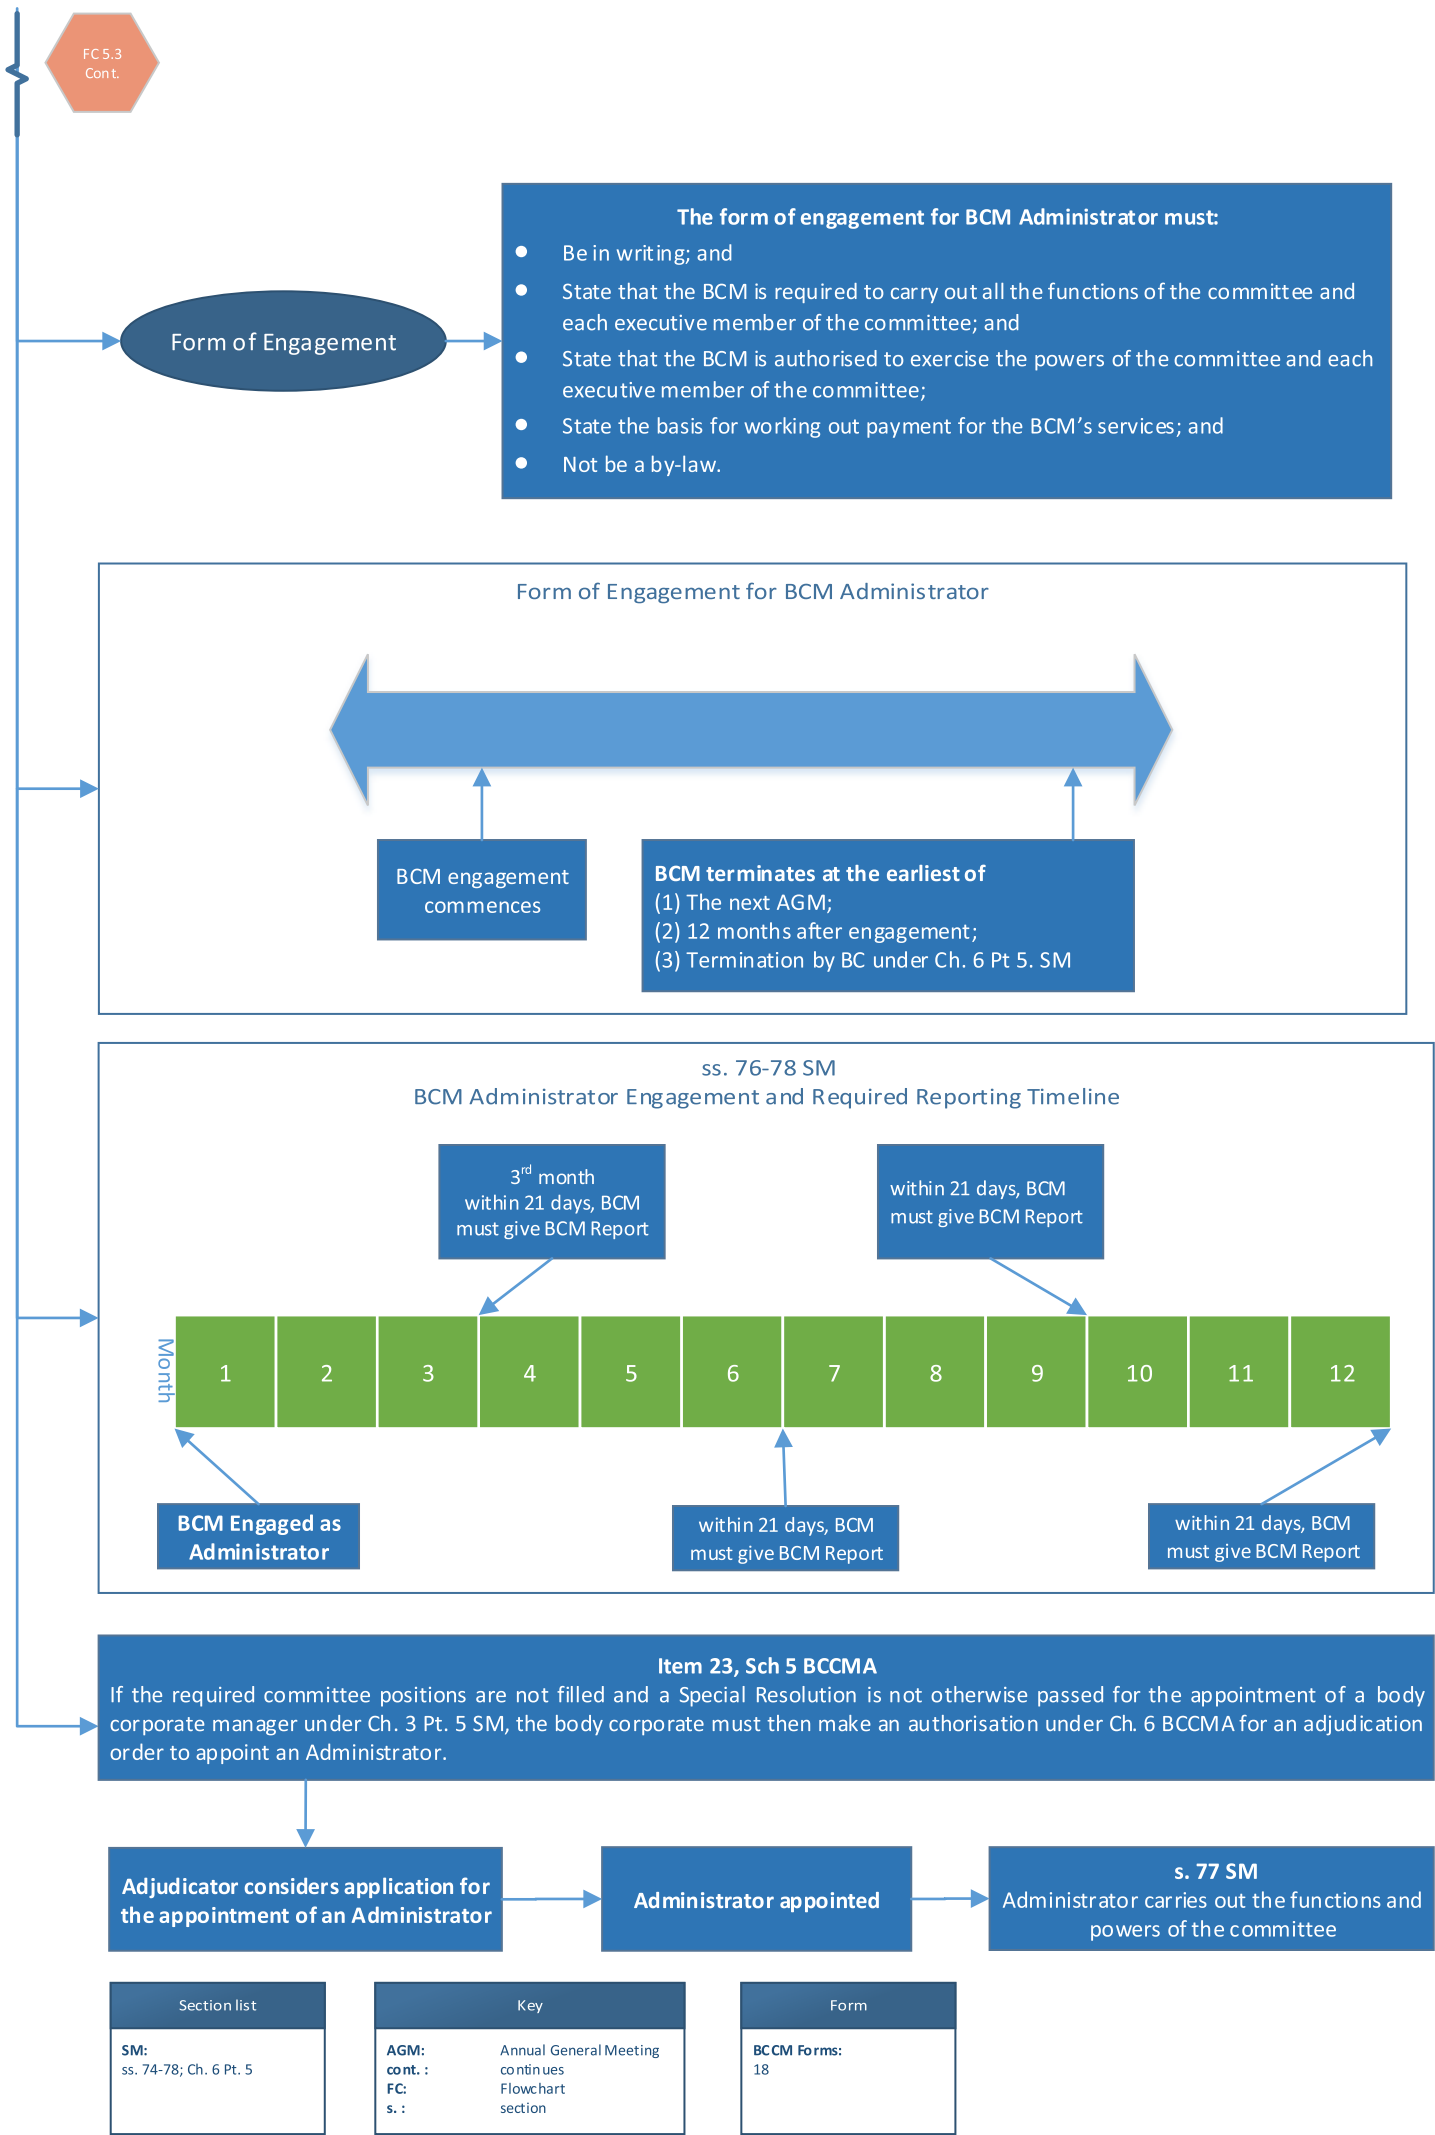 FC 5.3
Cont.
The form of engagement for BCM Administrator must:
● Be in writing; and
● State that the BCM is required to carry out all the functions of the committee and
each executive member of the committee; and
● State that the BCM is authorised to exercise the powers of the committee and each
executive member of the committee;
● State the basis for working out payment for the BCM's services; and
● Not be a by-law.
Form of Engagement
Form of Engagement for BCM Administrator
BCM engagement
commences
BCM terminates at the earliest of
(1) The next AGM;
(2) 12 months after engagement;
(3) Termination by BC under Ch. 6 Pt 5. SM
ss. 76-78 SM
BCM Administrator Engagement and Required Reporting Timeline
3rd month
within 21 days, BCM
must give BCM Report
within 21 days, BCM
must give BCM Report
Month
1 2 3 4 5 6 7 8 9 10 11 12
BCM Engaged as
Administrator
within 21 days, BCM
must give BCM Report
within 21 days, BCM
must give BCM Report
Item 23, Sch 5 BCCMA
If the required committee positions are not filled and a Special Resolution is not otherwise passed for the appointment of a body
corporate manager under Ch. 3 Pt. 5 SM, the body corporate must then make an authorisation under Ch. 6 BCCMA for an adjudication
order to appoint an Administrator.
Adjudicator considers application for
the appointment of an Administrator
Administrator appointed
s. 77 SM
Administrator carries out the functions and
powers of the committee
Section list
SM:
ss. 74-78; Ch. 6 Pt. 5
Key
AGM: Annual General Meeting
cont. : continues
FC: Flowchart
s. : section
Form
BCCM Forms:
18